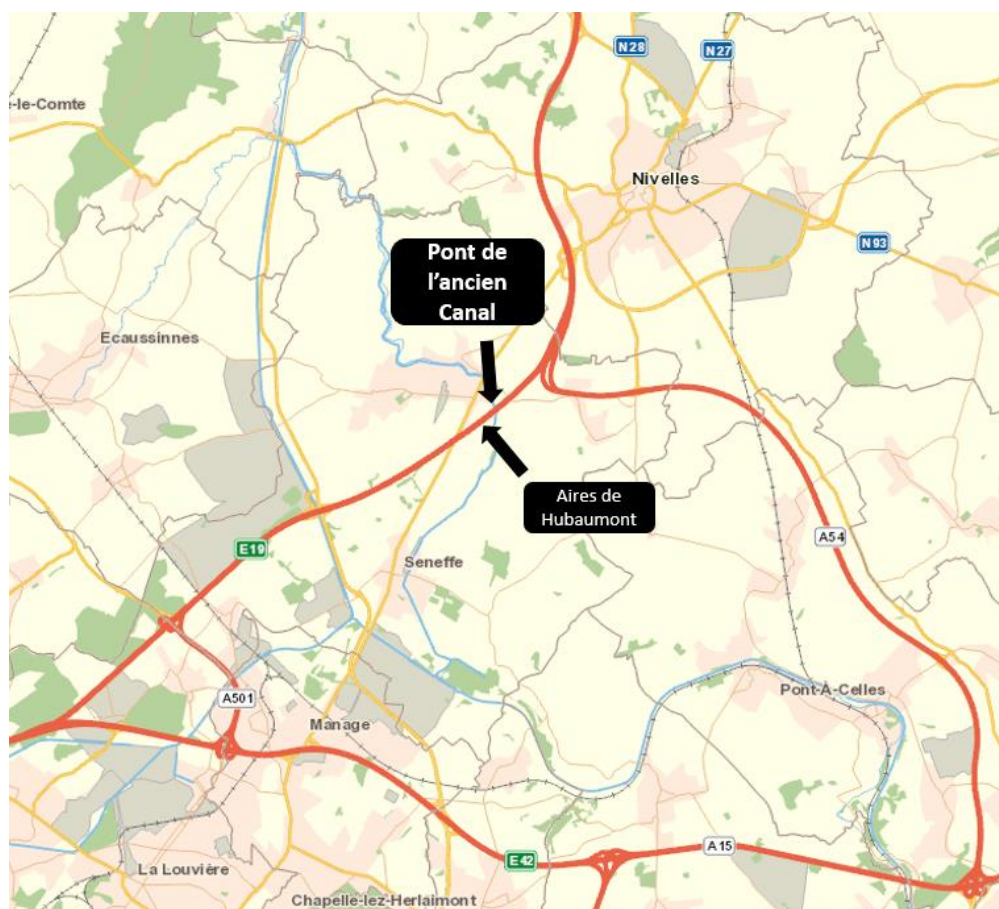 N28
N27
-le-Comte
Nivelles
N93
Pont de
l'ancien
Canal
Ecaussinnes
Aires de
Hubaumont
A54
E19
Seneffe
A501
Pont-À-Celles
Manage
A15
E42
La Louvière
Chapelle-lez-Herlaimont